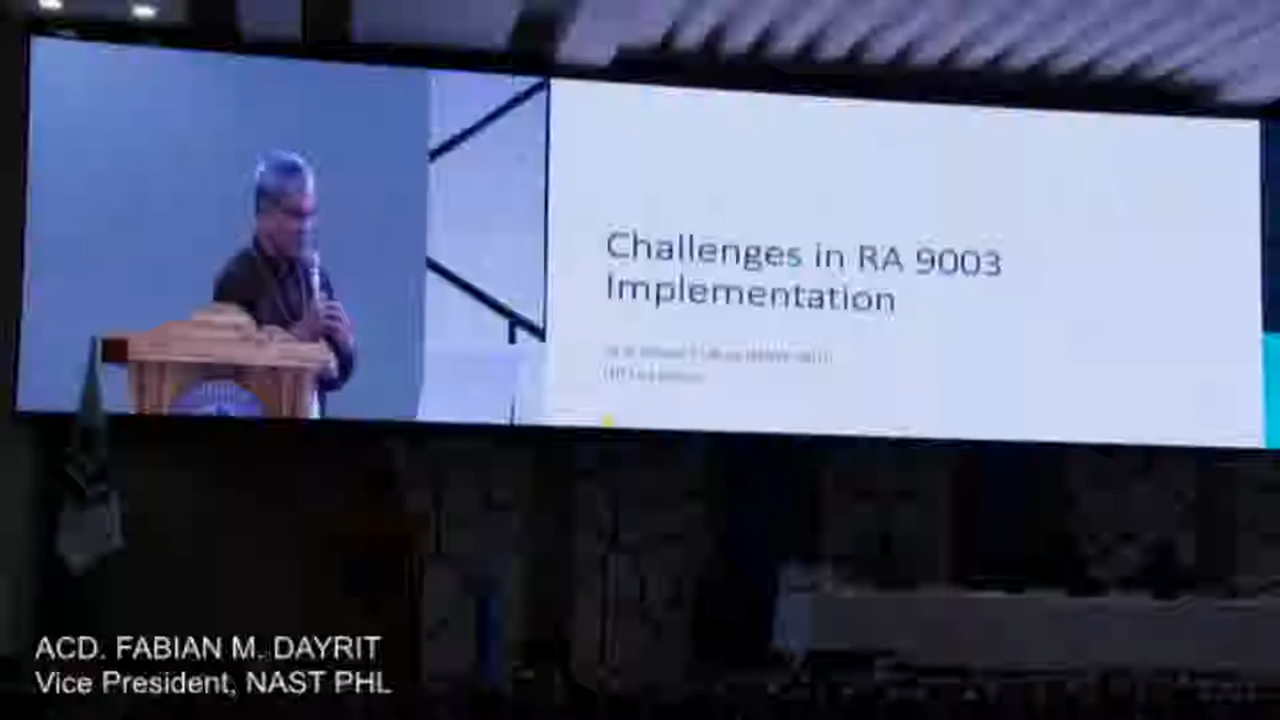 Challenges in RA 9003
Implementation
ACD. FABIAN M. DAYRIT
Vice President, NAST PHL